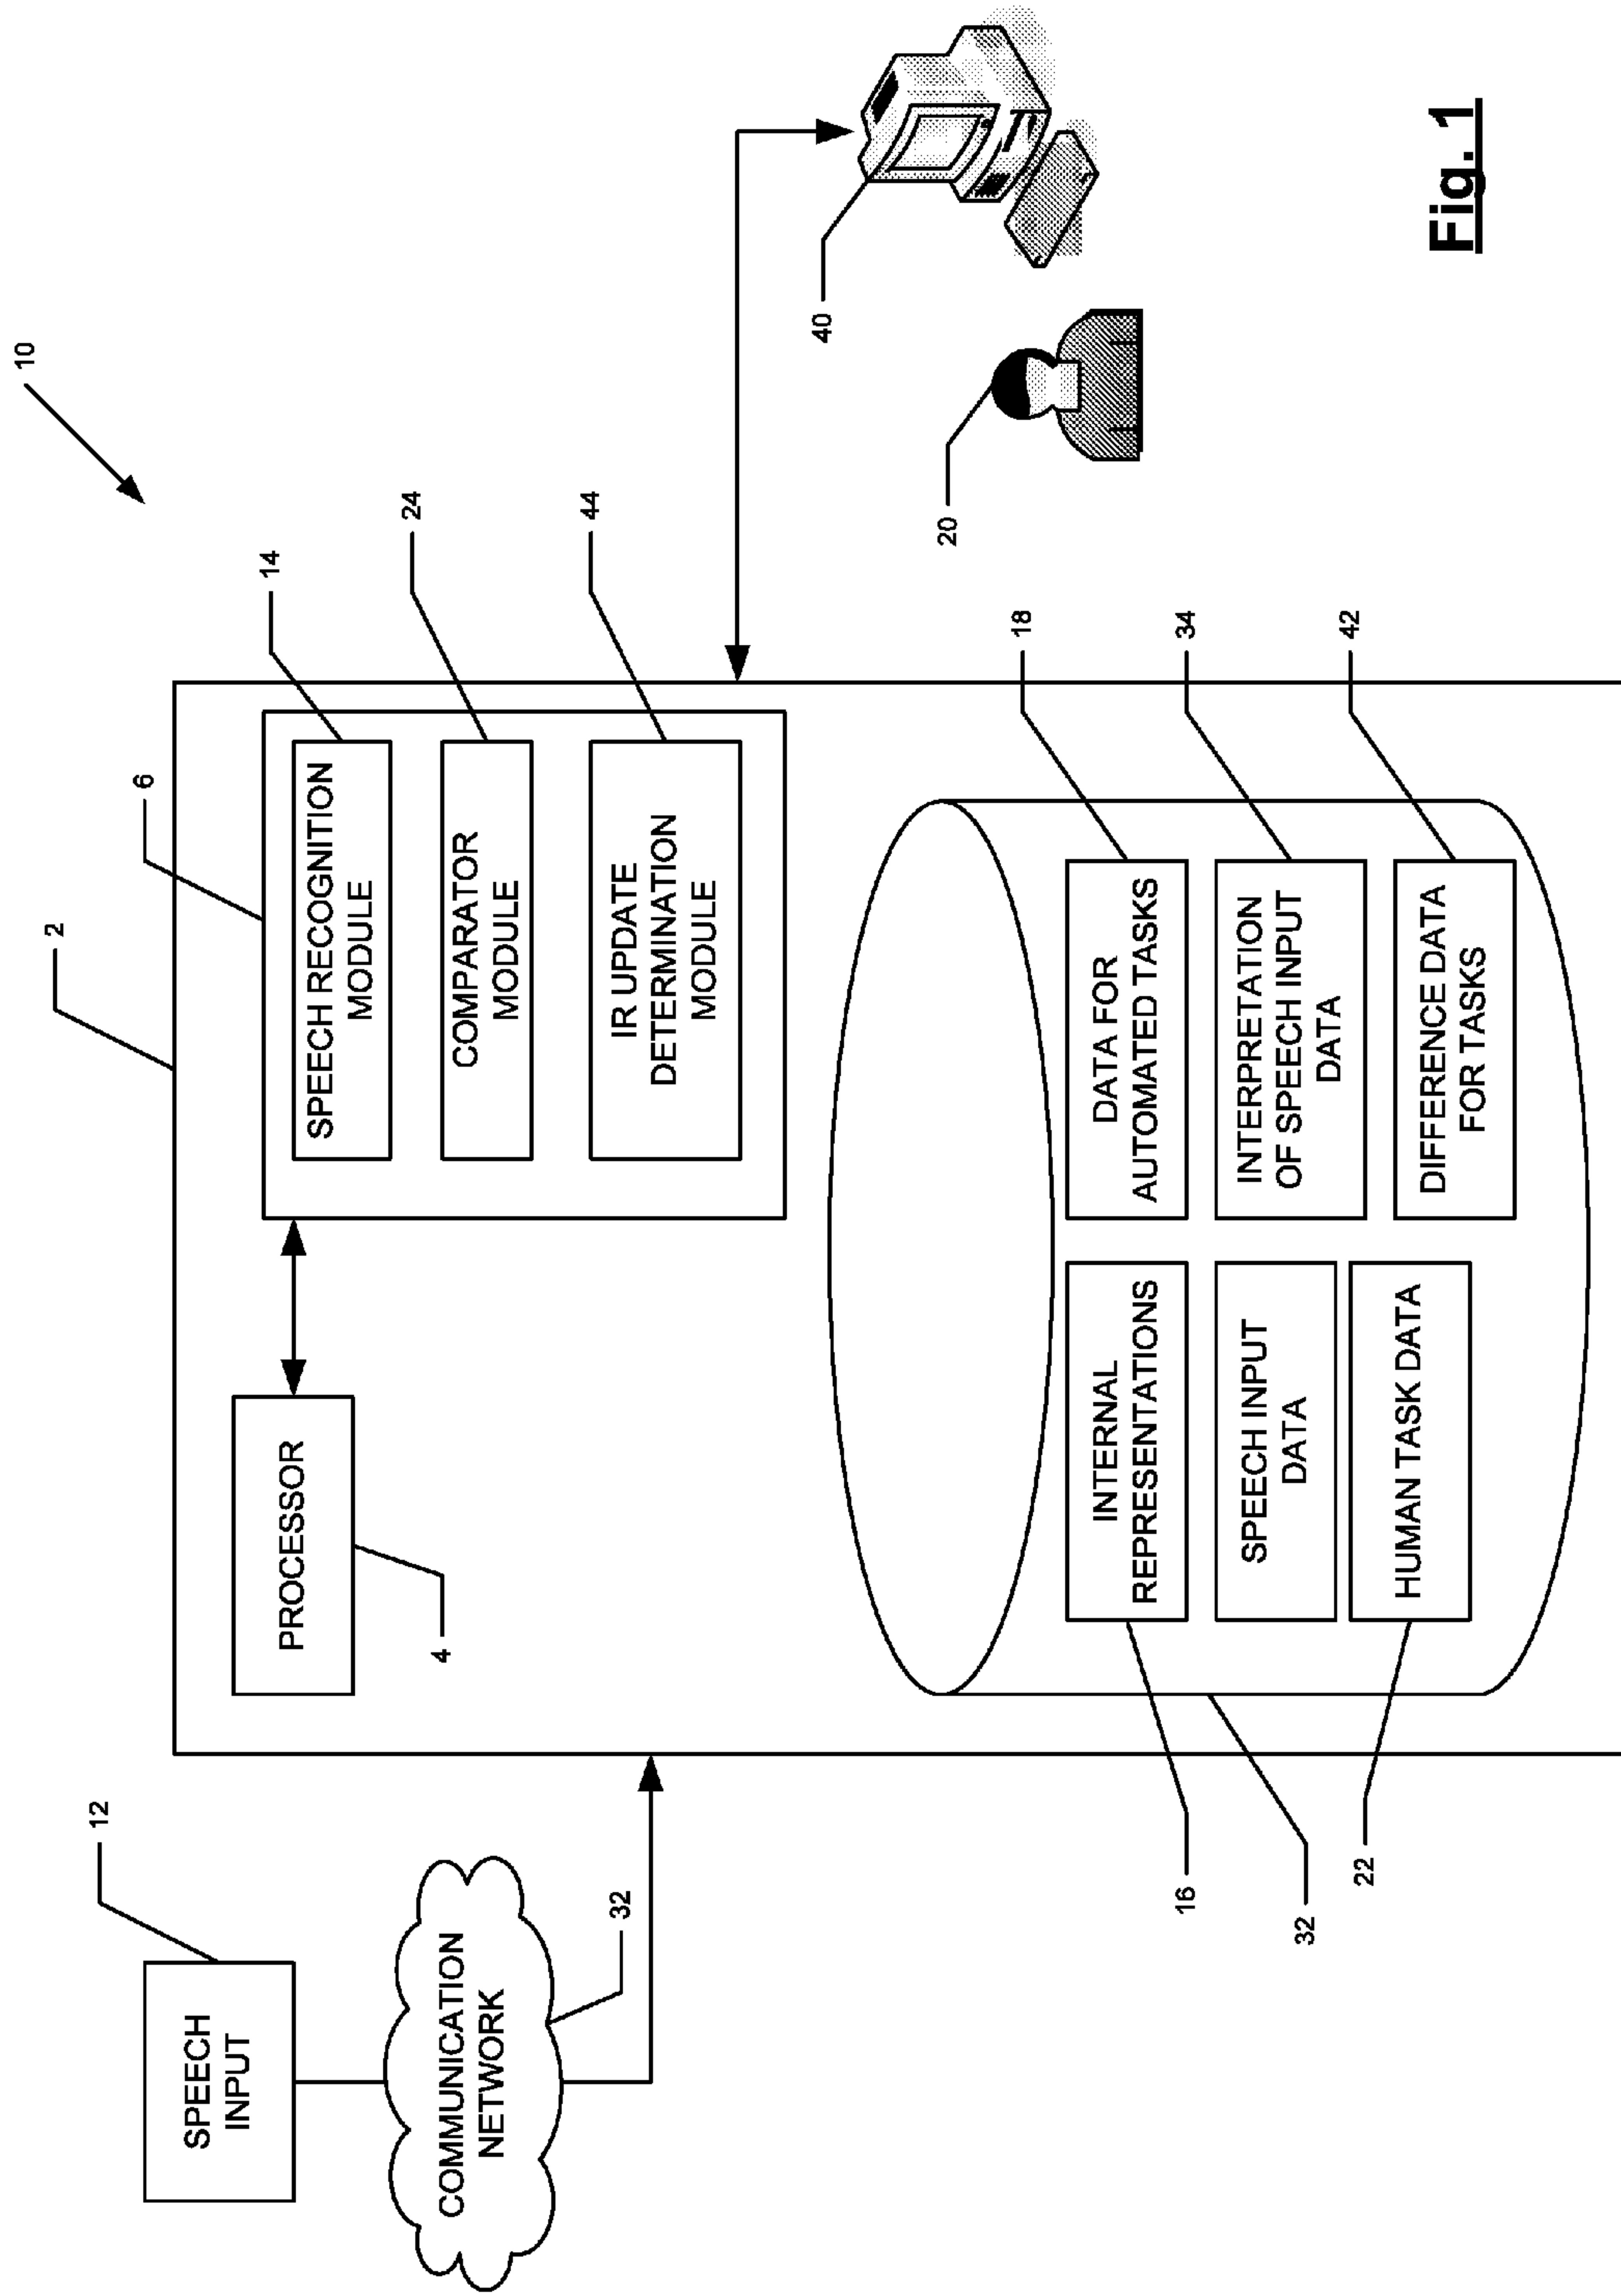 10
2
6
14
24
44
12
SPEECH
INPUT
COMMUNICATION
NETWORK
32
PROCESSOR
4
SPEECH RECOGNITION
MODULE
COMPARATOR
MODULE
IR UPDATE
DETERMINATION
MODULE
40
20
INTERNAL
REPRESENTATIONS
DATA FOR
AUTOMATED TASKS
18
SPEECH INPUT
DATA
INTERPRETATION
OF SPEECH INPUT
DATA
34
HUMAN TASK DATA
DIFFERENCE DATA
FOR TASKS
42
16
32
22
Fig. 1